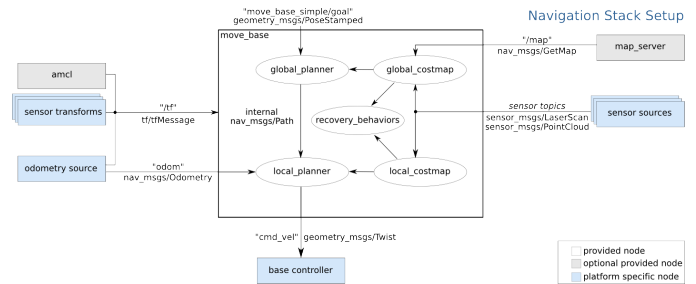 Navigation Stack Setup
"move_base_simple/goal"
geometry_msgs/PoseStamped
move_base
"/map"
nav_msgs/GetMap
map_server
global_planner
global_costmap
amcl
sensor transforms
"/tf"
tf/tfMessage
internal
nav_msgs/Path
recovery_behaviors
sensor topics
sensor_msgs/LaserScan
sensor_msgs/PointCloud
sensor sources
odometry source
"odom"
nav_msgs/Odometry
local_planner
local_costmap
"cmd_vel" geometry_msgs/Twist
base controller
provided node
optional provided node
platform specific node